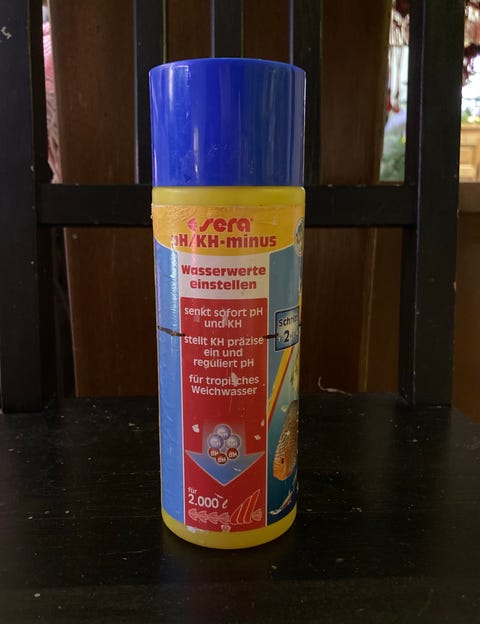 sera
pH/KH-minus
Wasserwerte
einstellen
senkt sofort pH
und KH
stellt KH präzise
ein und
reguliert pH
für tropisches
Weichwasser
für
2.000 ℓ